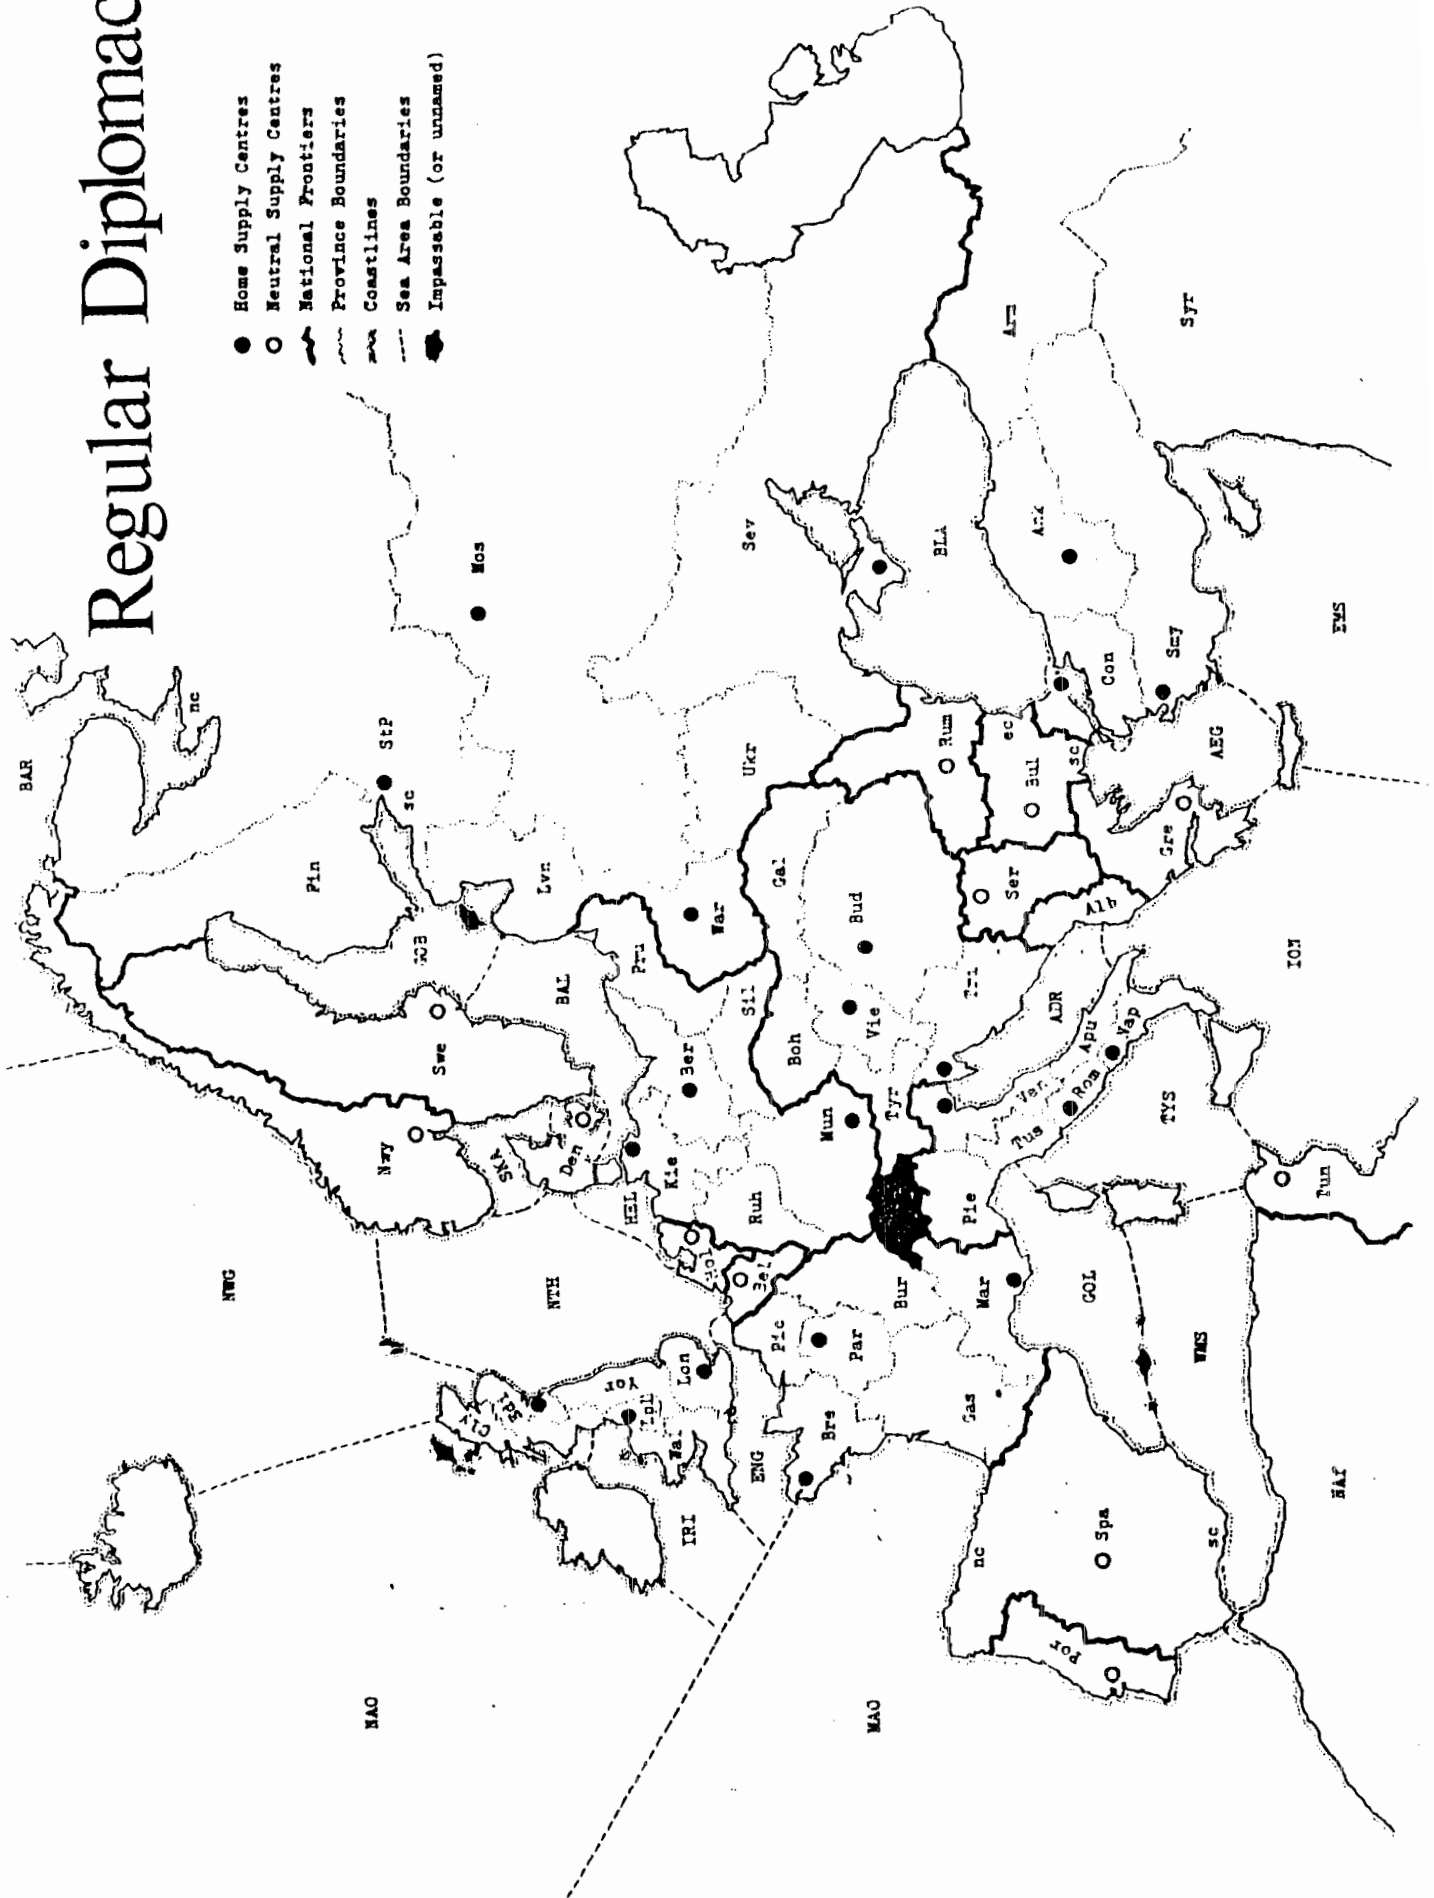 Regular Diplomac
Home Supply Centres
Neutral Supply Centres
National Frontiers
Province Boundaries
Coastlines
Sea Area Boundaries
Impassable (or unnamed)
BAR
nc
StP
sc
Mos
Fin
Lvn
Swe
Nwy
SKA
Den
BAL
Pru
War
Ukr
Sev
NWG
NTH
HEL
Kie
Ber
Sil
Ruh
Mun
Boh
Gal
Vie
Bud
Tyr
Tri
Rum
Bul
ec
sc
Ser
Alb
Gre
BLA
Arm
Ank
Con
Smy
Syr
AEG
EMS
ION
ADR
Apu
Nap
Rom
Ven
Tus
Pie
TYS
Tun
NAO
Cly
Edi
Yor
Lpl
Wal
Lon
IRI
ENG
Hol
Bel
Pic
Par
Bre
Bur
Gas
Mar
MAO
GOL
WMS
nc
Spa
sc
Por
NAf